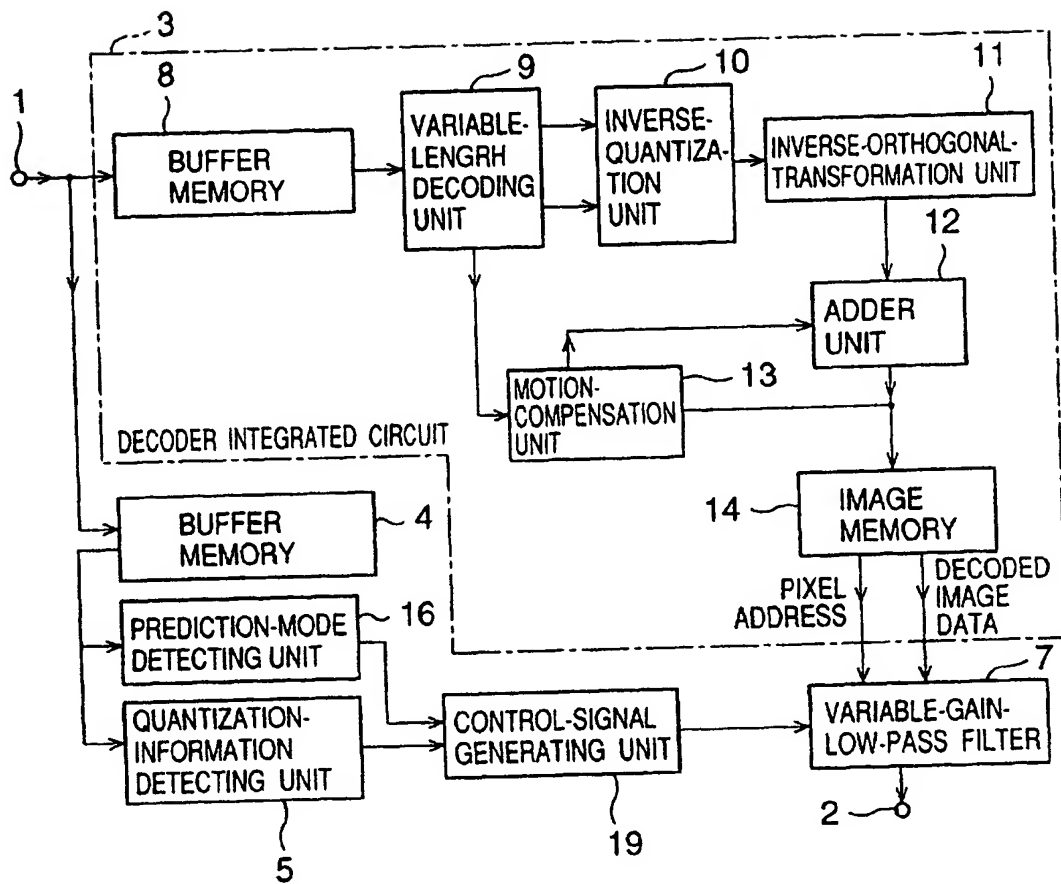 3
8
9
10
11
1
BUFFER
MEMORY
VARIABLE-
LENGRH
DECODING
UNIT
INVERSE-
QUANTIZA-
TION
UNIT
INVERSE-ORTHOGONAL-
TRANSFORMATION UNIT
12
ADDER
UNIT
13
MOTION-
COMPENSATION
UNIT
DECODER INTEGRATED CIRCUIT
BUFFER
MEMORY
4
14
IMAGE
MEMORY
PIXEL
ADDRESS
DECODED
IMAGE
DATA
PREDICTION-MODE
DETECTING UNIT
16
7
QUANTIZATION-
INFORMATION
DETECTING UNIT
CONTROL-SIGNAL
GENERATING UNIT
VARIABLE-GAIN-
LOW-PASS FILTER
5
19
2